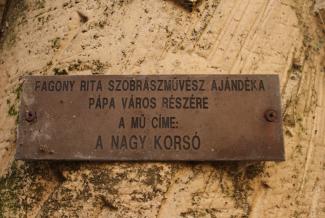 FAGONY RITA SZOBRÁSZMŰVÉSZ AJÁNDÉKA
PÁPA VÁROS RÉSZÉRE
A MŰ CÍME:
A NAGY KORSÓ